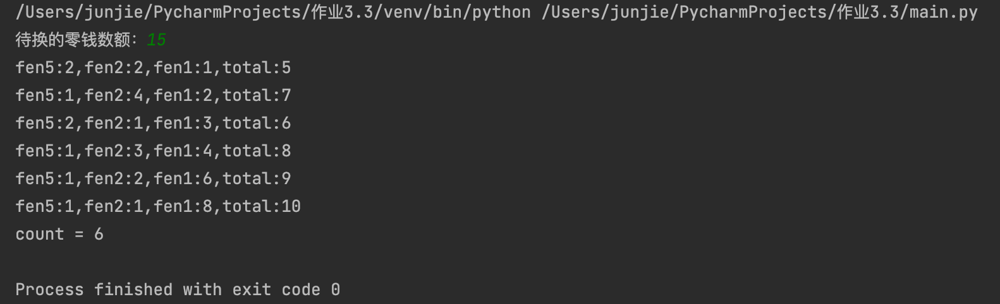 /Users/junjie/PycharmProjects/作业3.3/venv/bin/python /Users/junjie/PycharmProjects/作业3.3/main.py
待换的零钱数额：15
fen5:2,fen2:2,fen1:1,total:5
fen5:1,fen2:4,fen1:2,total:7
fen5:2,fen2:1,fen1:3,total:6
fen5:1,fen2:3,fen1:4,total:8
fen5:1,fen2:2,fen1:6,total:9
fen5:1,fen2:1,fen1:8,total:10
count = 6
Process finished with exit code 0